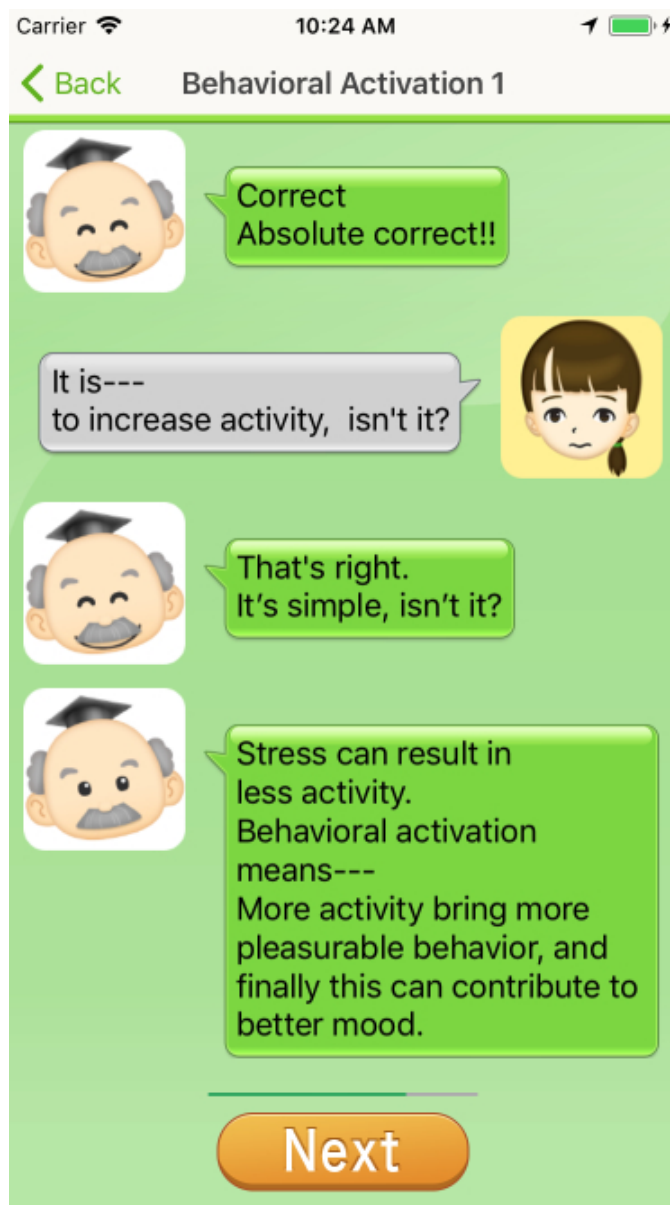 Carrier
10:24 AM
Back
Behavioral Activation 1
Correct
Absolute correct!!
It is---
to increase activity,  isn't it?
That's right.
It’s simple, isn’t it?
Stress can result in
less activity.
Behavioral activation
means---
More activity bring more
pleasurable behavior, and
finally this can contribute to
better mood.
Next